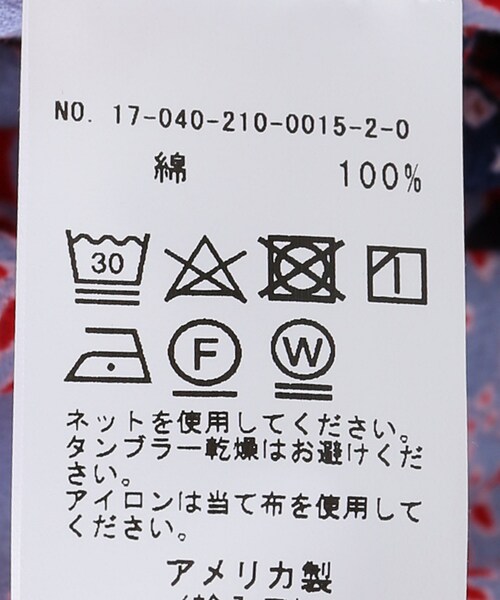 NO. 17-040-210-0015-2-0
綿 100%
30
F W
ネットを使用してください。
タンブラー乾燥はお避けくだ
さい。
アイロンは当て布を使用して
ください。
アメリカ製